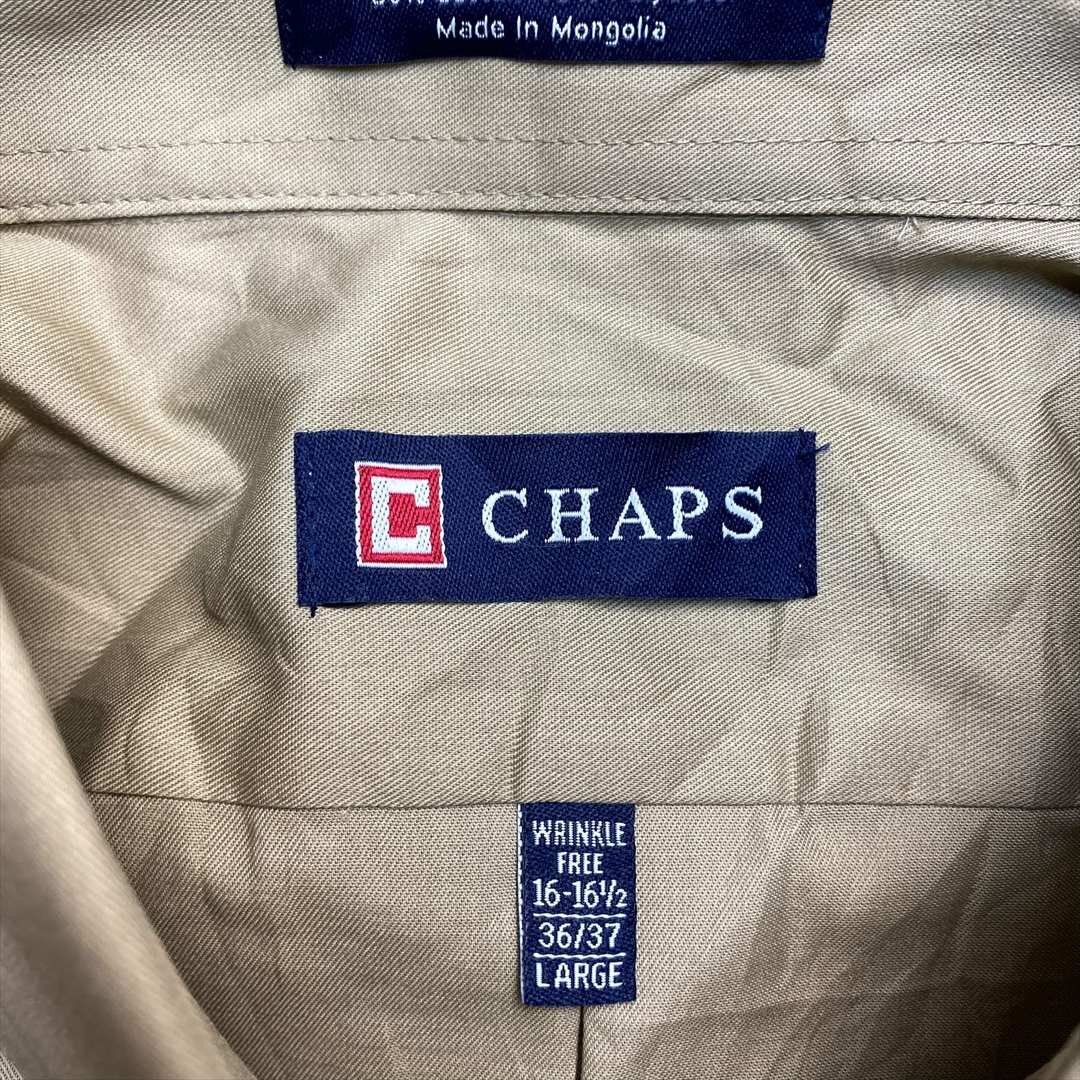 Made In Mongolia
C CHAPS
WRINKLE
FREE
16-16½
36/37
LARGE